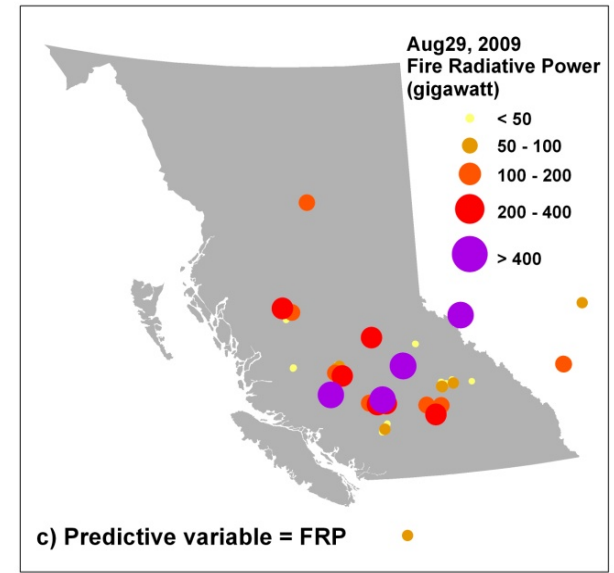 Aug29, 2009
Fire Radiative Power
(gigawatt)
< 50
50 - 100
100 - 200
200 - 400
> 400
c) Predictive variable = FRP